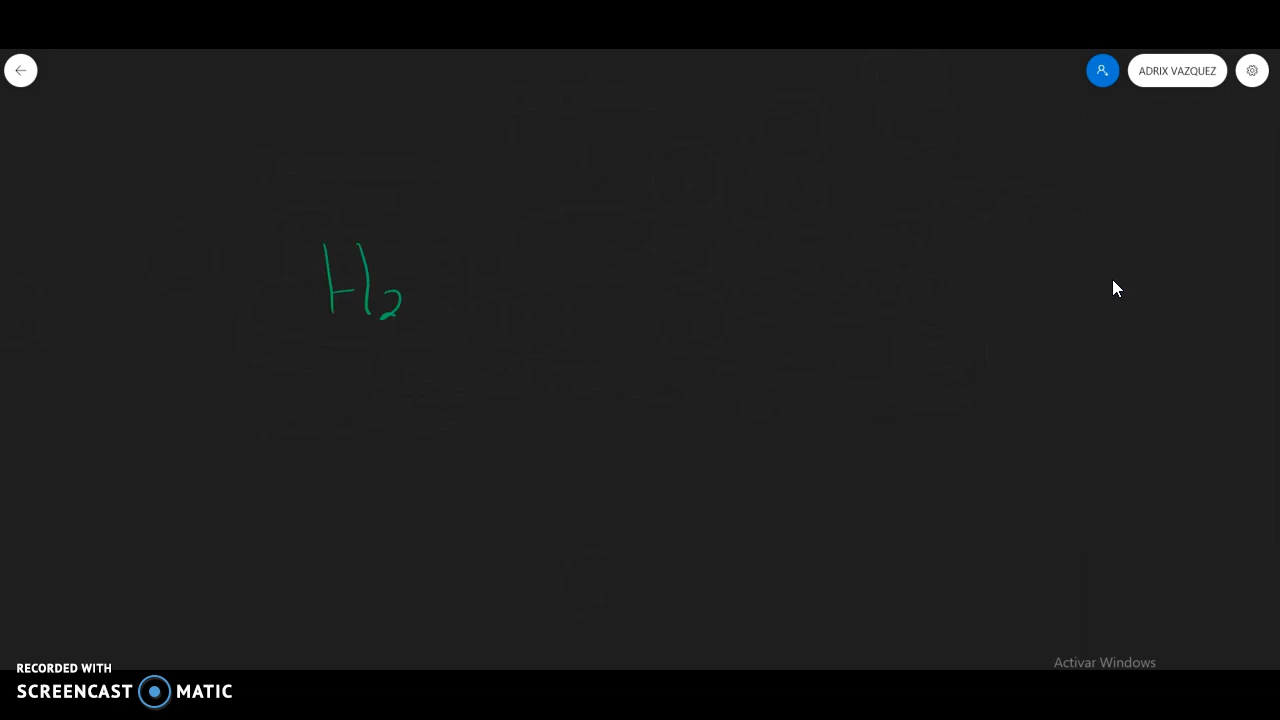 ADRIX VAZQUEZ
H₂
Activar Windows
RECORDED WITH
SCREENCAST MATIC